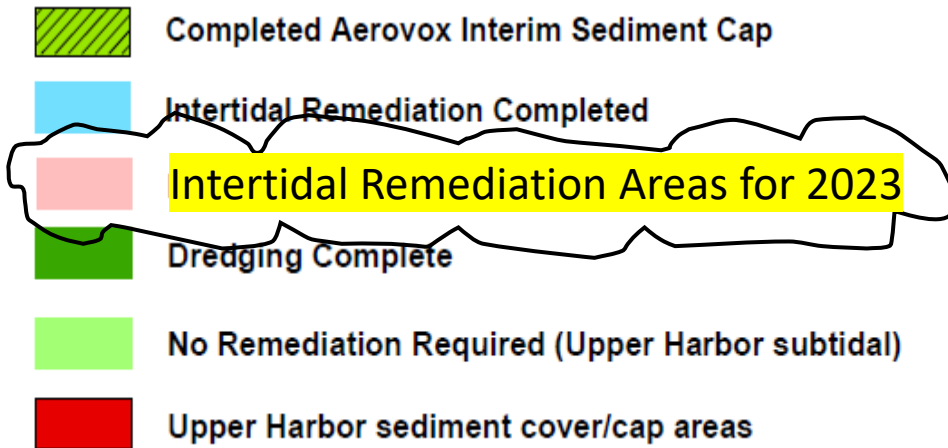 Completed Aerovox Interim Sediment Cap
Intertidal Remediation Completed
Intertidal Remediation Areas for 2023
Dredging Complete
No Remediation Required (Upper Harbor subtidal)
Upper Harbor sediment cover/cap areas